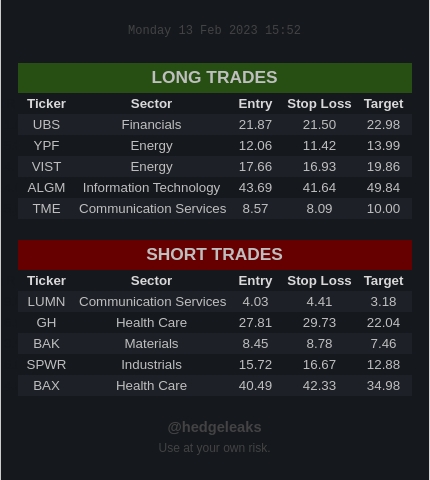 Monday 13 Feb 2023 15:52
LONG TRADES
Ticker Sector Entry Stop Loss Target
UBS Financials 21.87 21.50 22.98
YPF Energy 12.06 11.42 13.99
VIST Energy 17.66 16.93 19.86
ALGM Information Technology 43.69 41.64 49.84
TME Communication Services 8.57 8.09 10.00
SHORT TRADES
Ticker Sector Entry Stop Loss Target
LUMN Communication Services 4.03 4.41 3.18
GH Health Care 27.81 29.73 22.04
BAK Materials 8.45 8.78 7.46
SPWR Industrials 15.72 16.67 12.88
BAX Health Care 40.49 42.33 34.98
@hedgeleaks
Use at your own risk.